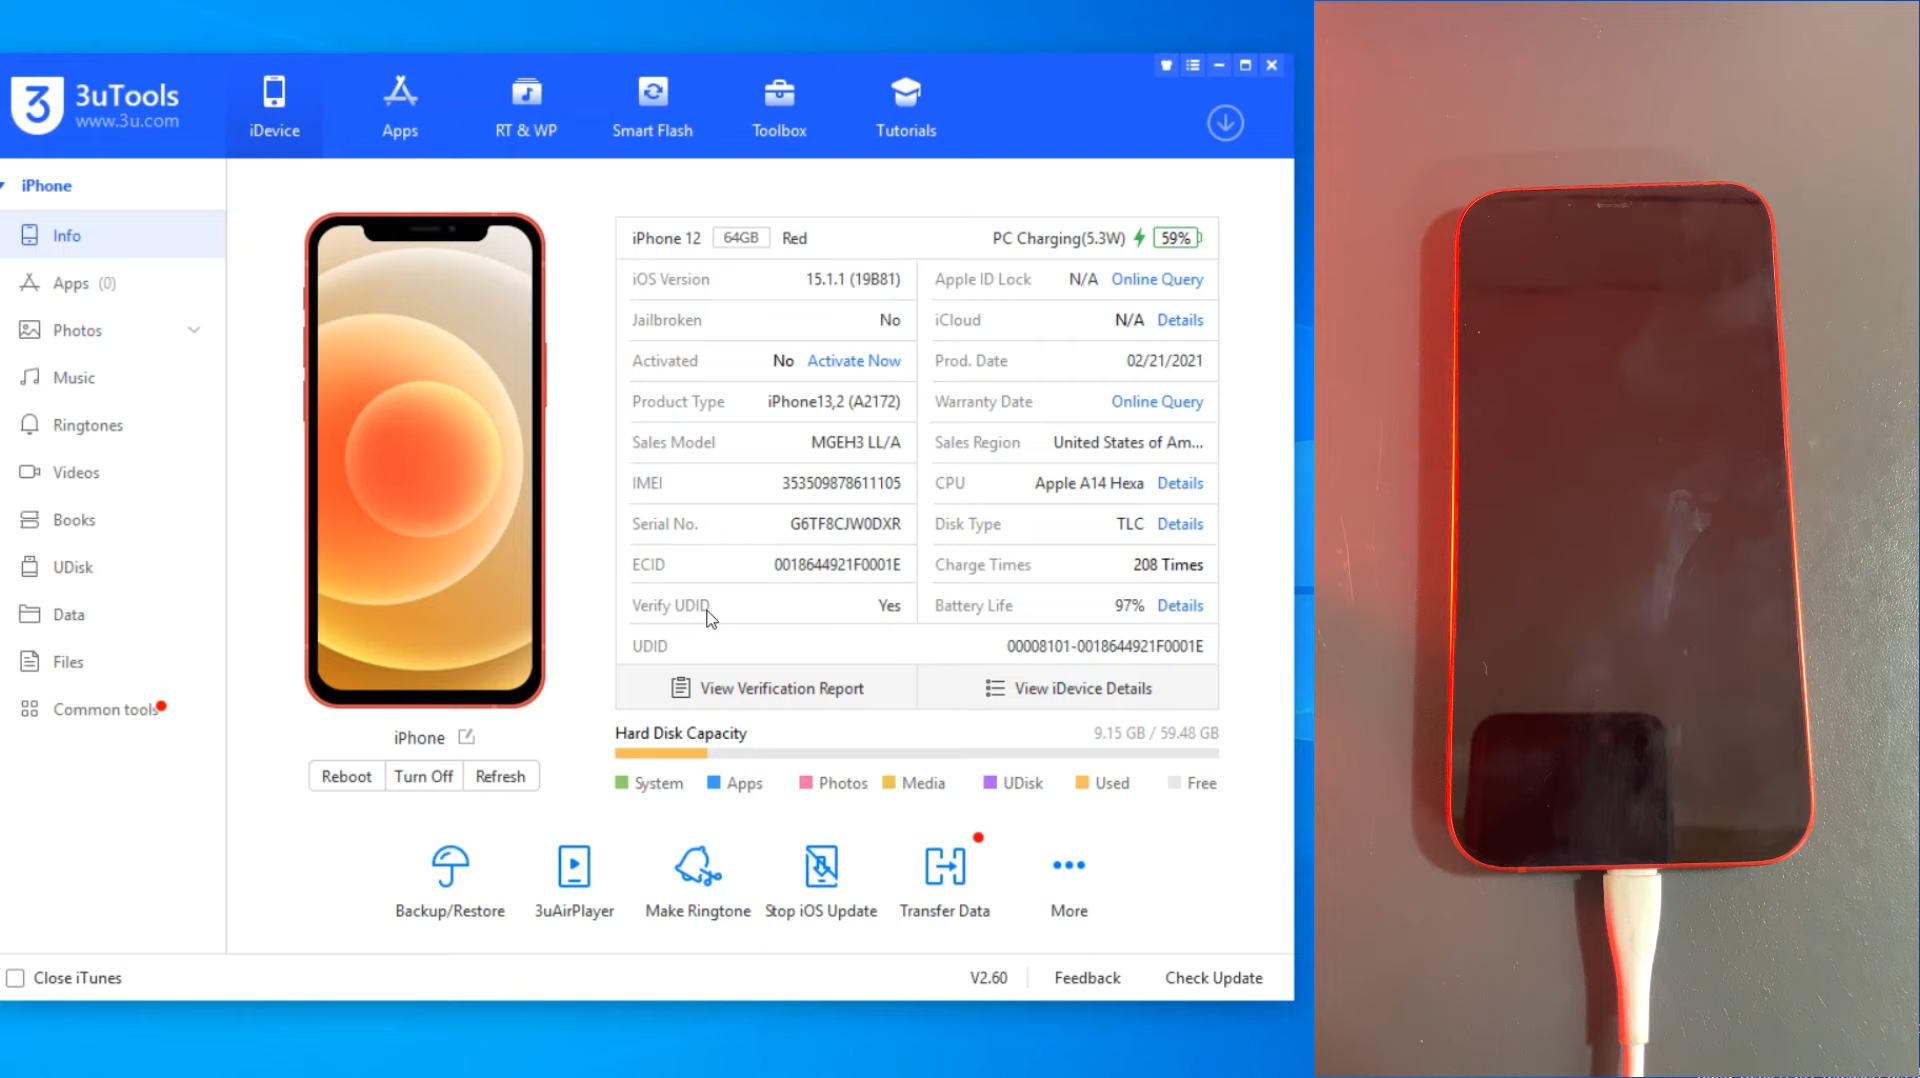 3uTools
www.3u.com
iDevice
Apps
RT & WP
Smart Flash
Toolbox
Tutorials
iPhone
Info
Apps (0)
Photos
Music
Ringtones
Videos
Books
UDisk
Data
Files
Common tools
iPhone
Reboot
Turn Off
Refresh
iPhone 12 64GB Red PC Charging(5.3W) 59%
iOS Version 15.1.1 (19B81) Apple ID Lock N/A Online Query
Jailbroken No iCloud N/A Details
Activated No Activate Now Prod. Date 02/21/2021
Product Type iPhone13,2 (A2172) Warranty Date Online Query
Sales Model MGEH3 LL/A Sales Region United States of Am...
IMEI 353509878611105 CPU Apple A14 Hexa Details
Serial No. G6TF8CJW0DXR Disk Type TLC Details
ECID 0018644921F0001E Charge Times 208 Times
Verify UDID Yes Battery Life 97% Details
UDID 00008101-0018644921F0001E
View Verification Report View iDevice Details
Hard Disk Capacity 9.15 GB / 59.48 GB
System Apps Photos Media UDisk Used Free
Backup/Restore 3uAirPlayer Make Ringtone Stop iOS Update Transfer Data More
Close iTunes V2.60 Feedback Check Update